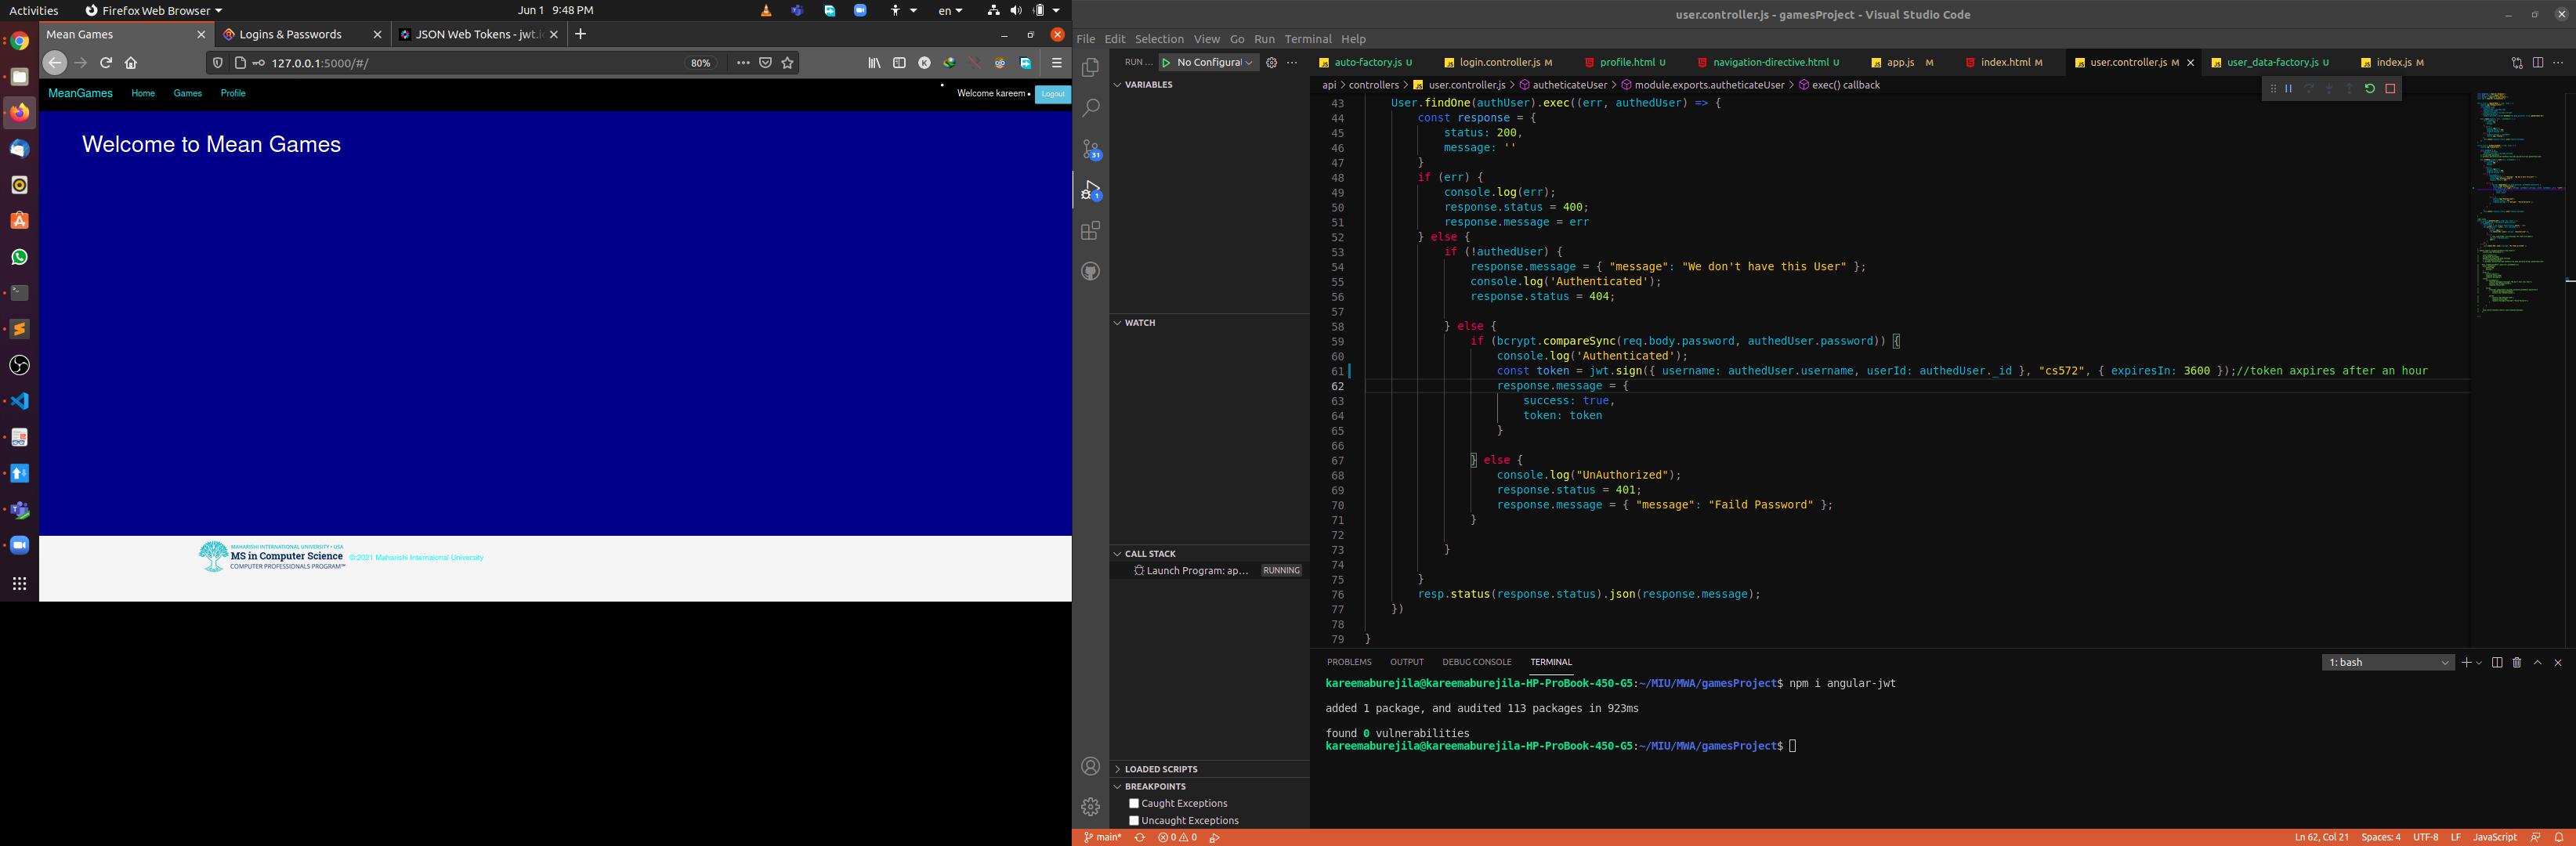 Activities
Firefox Web Browser
Jun 1 9:48 PM
en
Mean Games
Logins & Passwords
JSON Web Tokens - jwt.i
127.0.0.1:5000/#/
80%
MeanGames
Home
Games
Profile
Welcome kareem
Logout
Welcome to Mean Games
MAHARISHI INTERNATIONAL UNIVERSITY • USA
MS in Computer Science
COMPUTER PROFESSIONALS PROGRAM℠
© 2021 Maharishi Internaional University
user.controller.js - gamesProject - Visual Studio Code
File Edit Selection View Go Run Terminal Help
RUN ...
No Configurat
auto-factory.js U
login.controller.js M
profile.html U
navigation-directive.html U
app.js M
index.html M
user.controller.js M
user_data-factory.js U
index.js M
api > controllers > user.controller.js > autheticateUser > module.exports.autheticateUser > exec() callback
VARIABLES
WATCH
CALL STACK
Launch Program: ap...
RUNNING
LOADED SCRIPTS
BREAKPOINTS
Caught Exceptions
Uncaught Exceptions
31
1
43 User.findOne(authUser).exec((err, authedUser) => {
44 const response = {
45 status: 200,
46 message: ''
47 }
48 if (err) {
49 console.log(err);
50 response.status = 400;
51 response.message = err
52 } else {
53 if (!authedUser) {
54 response.message = { "message": "We don't have this User" };
55 console.log('Authenticated');
56 response.status = 404;
57
58 } else {
59 if (bcrypt.compareSync(req.body.password, authedUser.password)) {
60 console.log('Authenticated');
61 const token = jwt.sign({ username: authedUser.username, userId: authedUser._id }, "cs572", { expiresIn: 3600 });//token axpires after an hour
62 response.message = {
63 success: true,
64 token: token
65 }
66
67 } else {
68 console.log("UnAuthorized");
69 response.status = 401;
70 response.message = { "message": "Faild Password" };
71 }
72
73 }
74
75 }
76 resp.status(response.status).json(response.message);
77 })
78
79 }
PROBLEMS OUTPUT DEBUG CONSOLE TERMINAL
1: bash
kareemaburejila@kareemaburejila-HP-ProBook-450-G5:~/MIU/MWA/gamesProject$ npm i angular-jwt
added 1 package, and audited 113 packages in 923ms
found 0 vulnerabilities
kareemaburejila@kareemaburejila-HP-ProBook-450-G5:~/MIU/MWA/gamesProject$
main*
0 0
Ln 62, Col 21
Spaces: 4
UTF-8
LF
JavaScript